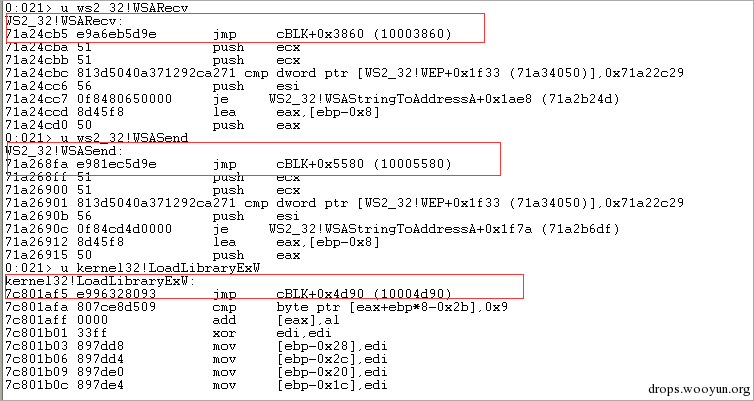 0:021> u ws2_32!WSARecv
WS2_32!WSARecv:
71a24cb5 e9a6eb5d9e jmp cBLK+0x3860 (10003860)
71a24cba 51 push ecx
71a24cbb 51 push ecx
71a24cbc 813d5040a371292ca271 cmp dword ptr [WS2_32!WEP+0x1f33 (71a34050)],0x71a22c29
71a24cc6 56 push esi
71a24cc7 0f8480650000 je WS2_32!WSAStringToAddressA+0x1ae8 (71a2b24d)
71a24ccd 8d45f8 lea eax,[ebp-0x8]
71a24cd0 50 push eax
0:021> u ws2_32!WSASend
WS2_32!WSASend:
71a268fa e981ec5d9e jmp cBLK+0x5580 (10005580)
71a268ff 51 push ecx
71a26900 51 push ecx
71a26901 813d5040a371292ca271 cmp dword ptr [WS2_32!WEP+0x1f33 (71a34050)],0x71a22c29
71a2690b 56 push esi
71a2690c 0f84cd4d0000 je WS2_32!WSAStringToAddressA+0x1f7a (71a2b6df)
71a26912 8d45f8 lea eax,[ebp-0x8]
71a26915 50 push eax
0:021> u kernel32!LoadLibraryExW
kernel32!LoadLibraryExW:
7c801af5 e996328093 jmp cBLK+0x4d90 (10004d90)
7c801afa 807ce8d509 cmp byte ptr [eax+ebp*8-0x2b],0x9
7c801aff 0000 add [eax],al
7c801b01 33ff xor edi,edi
7c801b03 897dd8 mov [ebp-0x28],edi
7c801b06 897dd4 mov [ebp-0x2c],edi
7c801b09 897de0 mov [ebp-0x20],edi
7c801b0c 897de4 mov [ebp-0x1c],edi
drops.wooyun.org